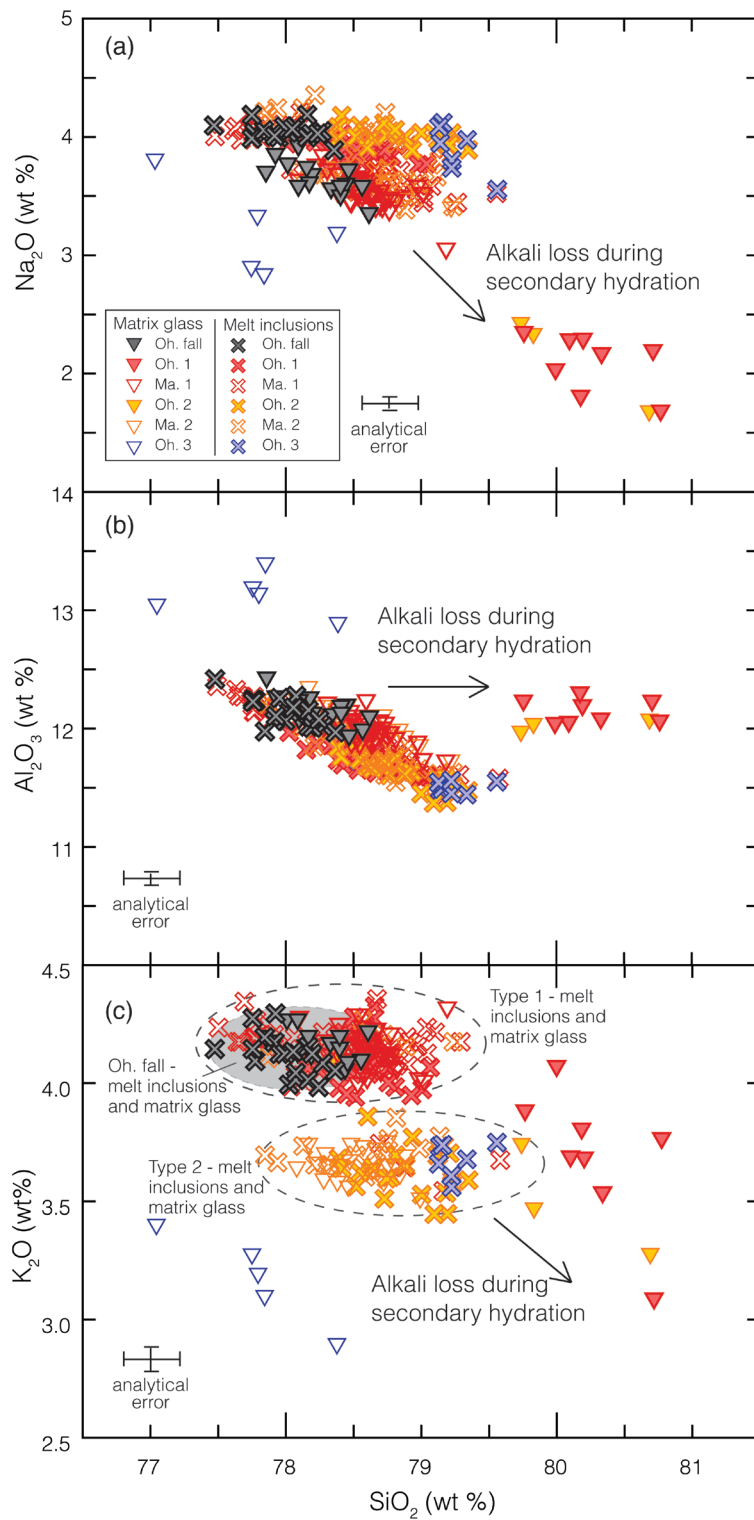 5
(a)
4
3
2
Na₂O (wt %)
Alkali loss during
secondary hydration
Matrix glass
Melt inclusions
Oh. fall
Oh. fall
Oh. 1
Oh. 1
Ma. 1
Ma. 1
Oh. 2
Oh. 2
Ma. 2
Ma. 2
Oh. 3
Oh. 3
analytical
error
14
(b)
13
12
11
Al₂O₃ (wt %)
Alkali loss during
secondary hydration
analytical
error
4.5
(c)
4.0
3.5
3.0
2.5
K₂O (wt%)
Type 1 - melt
inclusions and
matrix glass
Oh. fall -
melt inclusions
and matrix glass
Type 2 - melt
inclusions and
matrix glass
Alkali loss during
secondary hydration
analytical
error
77
78
79
80
81
SiO₂ (wt %)